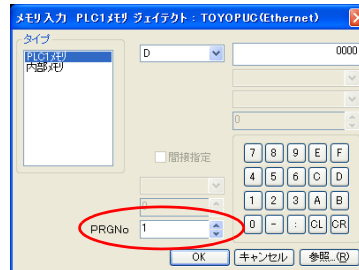 メモリ入力 PLC1メモリ ジェイテクト：TOYOPUC(Ethernet)
タイプ
PLC1メモリ
内部メモリ
D
0000
0
間接指定
0
PRGNo 1
7 8 9 E F
4 5 6 C D
1 2 3 A B
0 - : CL CR
OK キャンセル 参照...(R)